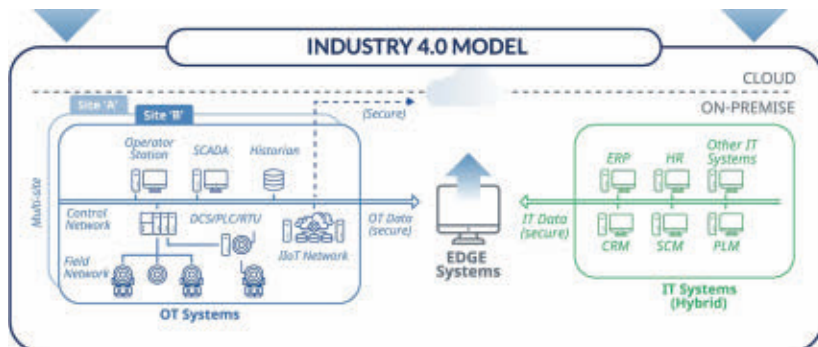 INDUSTRY 4.0 MODEL
CLOUD
ON-PREMISE
Site 'A'
Site 'B'
(Secure)
Multi-site
Operator
Station
SCADA
Historian
Control
Network
DCS/PLC/RTU
IIoT Network
Field
Network
OT Systems
OT Data
(secure)
EDGE
Systems
IT Data
(secure)
ERP
HR
Other IT
Systems
CRM
SCM
PLM
IT Systems
(Hybrid)